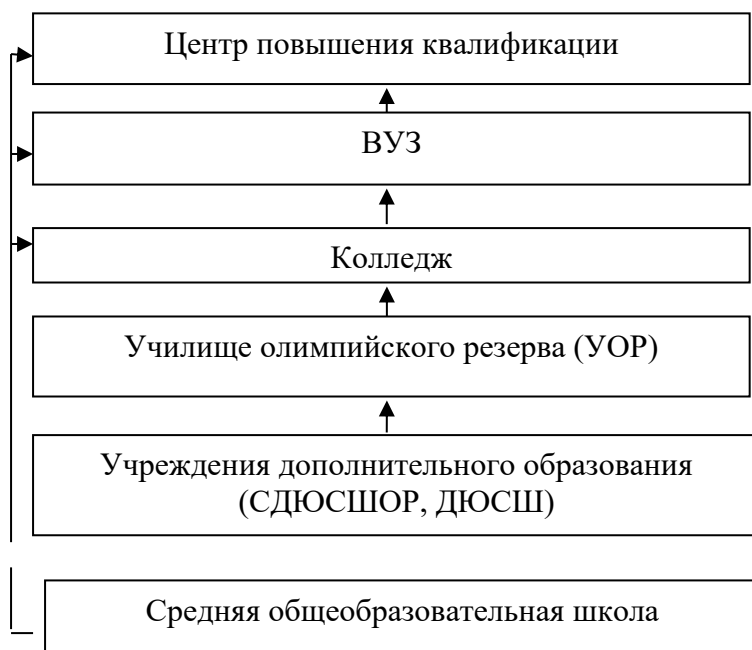 Центр повышения квалификации
ВУЗ
Колледж
Училище олимпийского резерва (УОР)
Учреждения дополнительного образования
(СДЮСШОР, ДЮСШ)
Средняя общеобразовательная школа